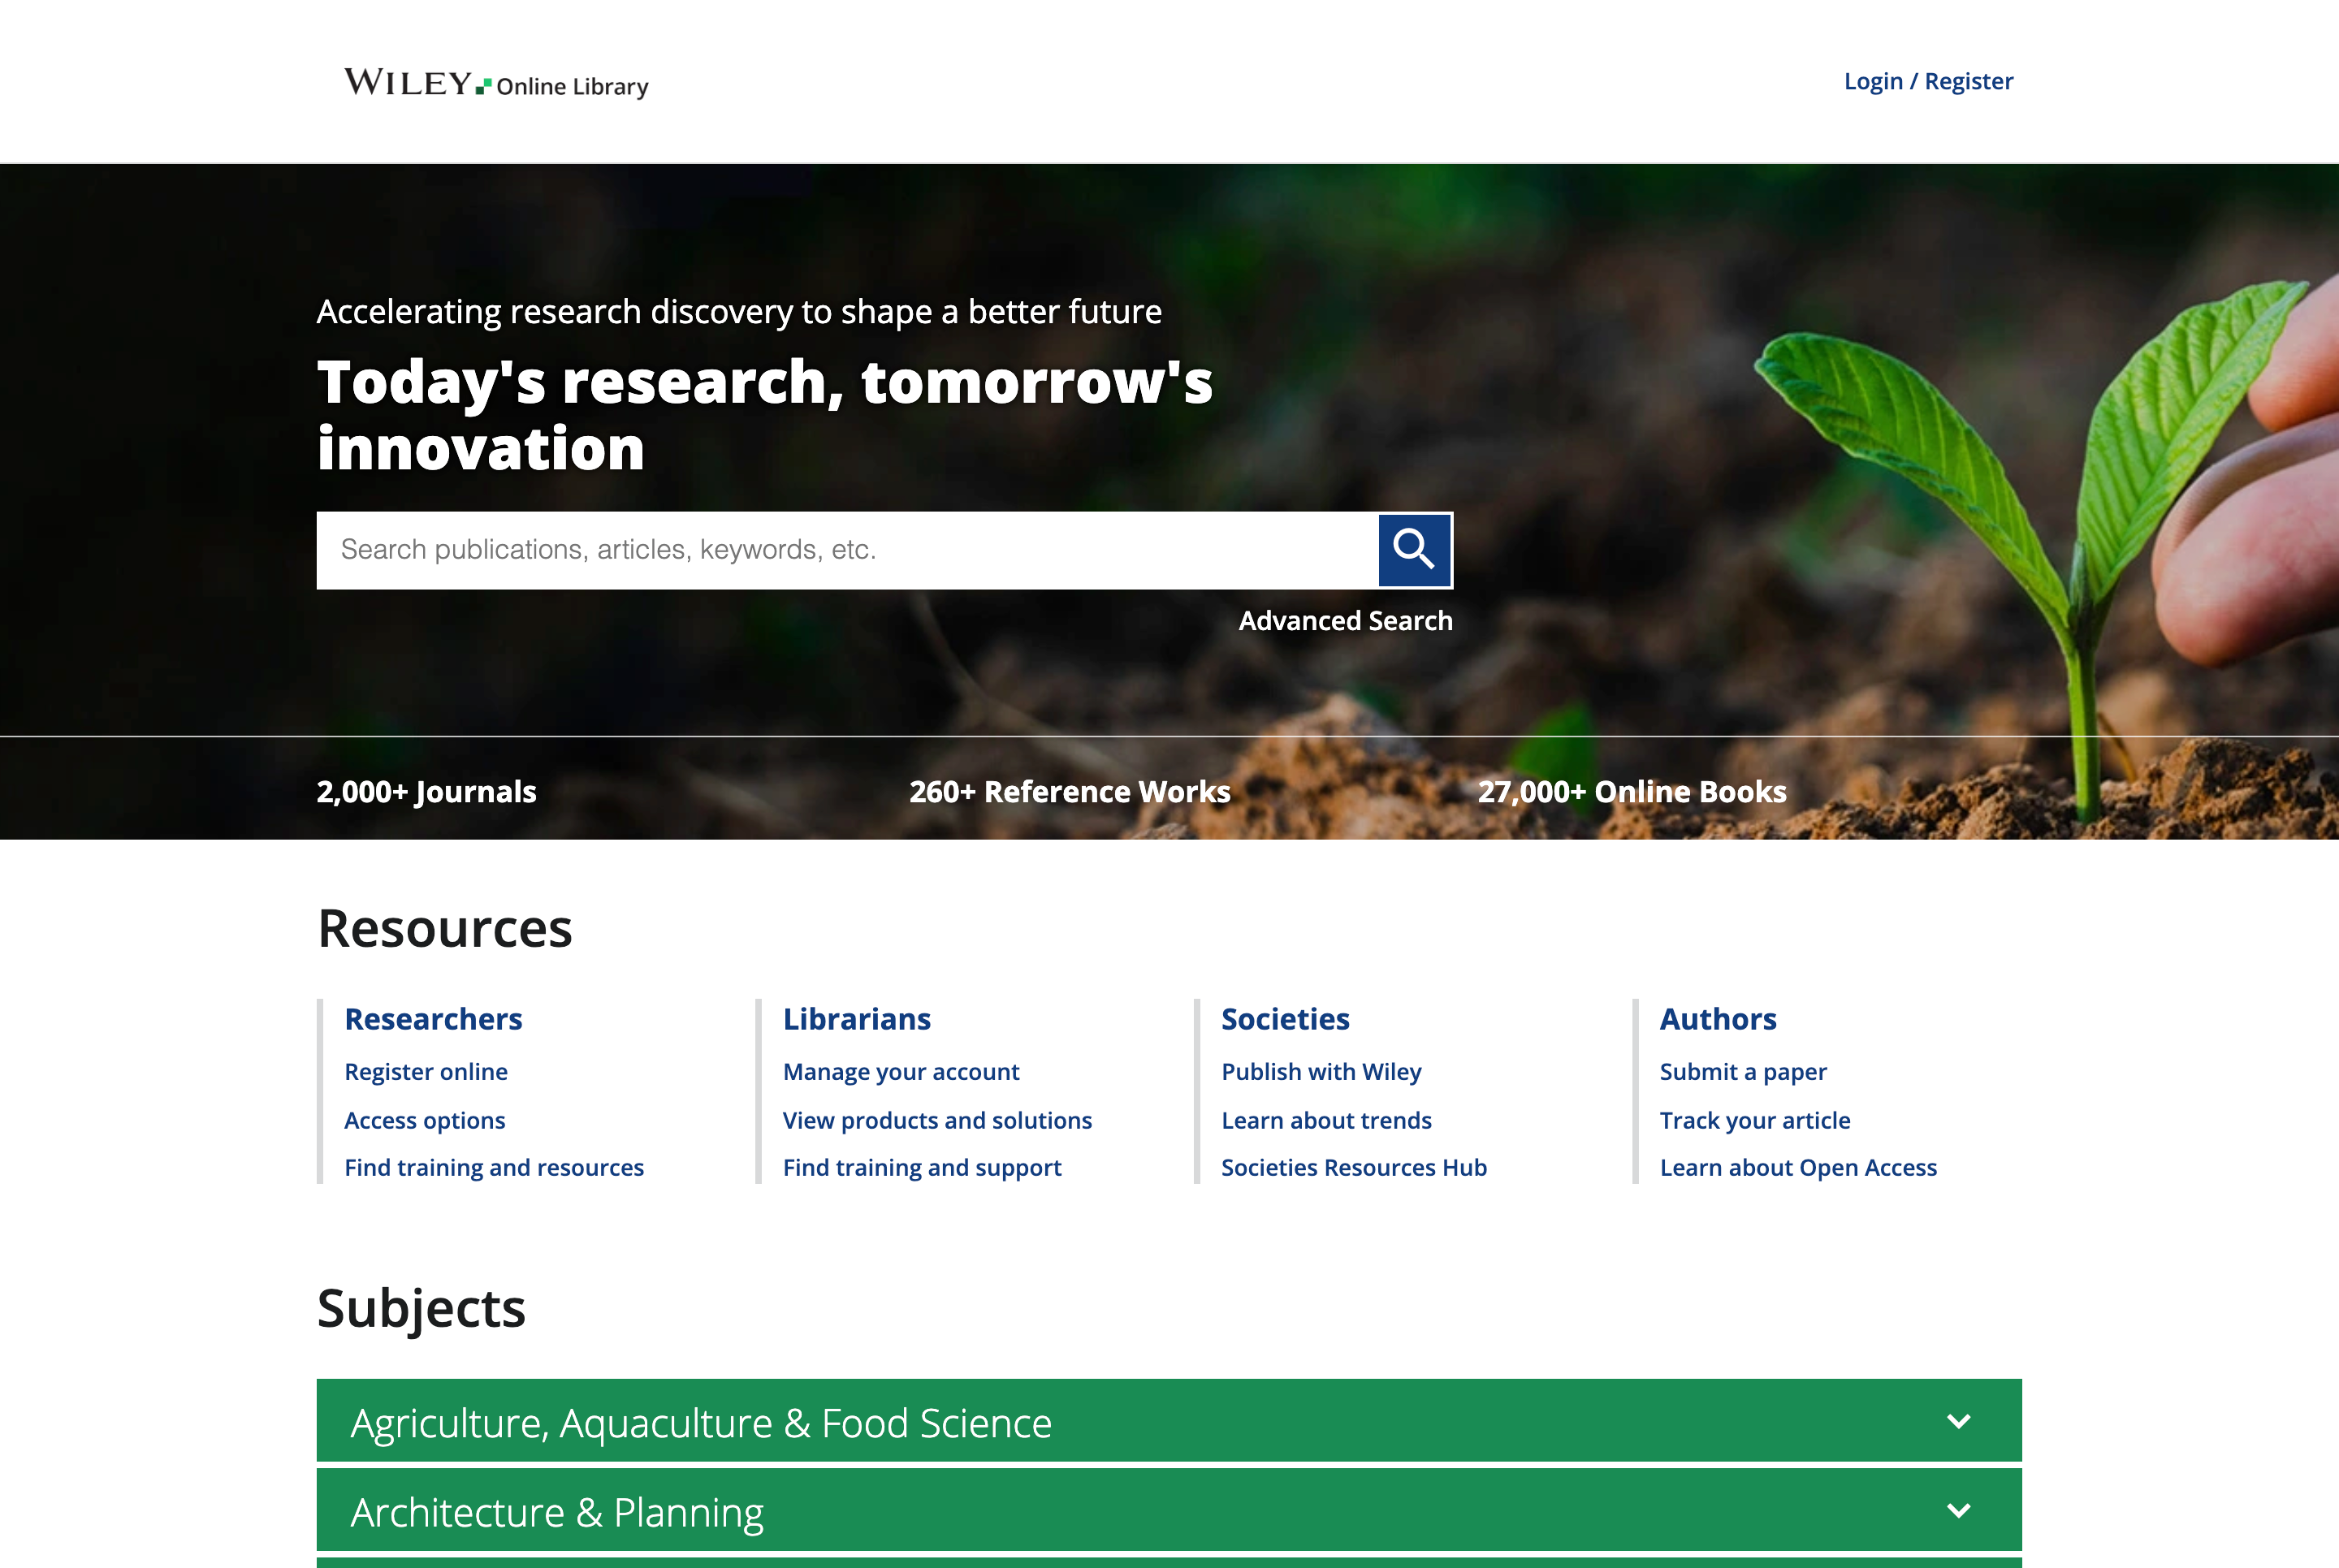 WILEY Online Library
Login / Register
Accelerating research discovery to shape a better future
Today's research, tomorrow's
innovation
Search publications, articles, keywords, etc.
Advanced Search
2,000+ Journals
260+ Reference Works
27,000+ Online Books
Resources
Researchers
Register online
Access options
Find training and resources
Librarians
Manage your account
View products and solutions
Find training and support
Societies
Publish with Wiley
Learn about trends
Societies Resources Hub
Authors
Submit a paper
Track your article
Learn about Open Access
Subjects
Agriculture, Aquaculture & Food Science
Architecture & Planning